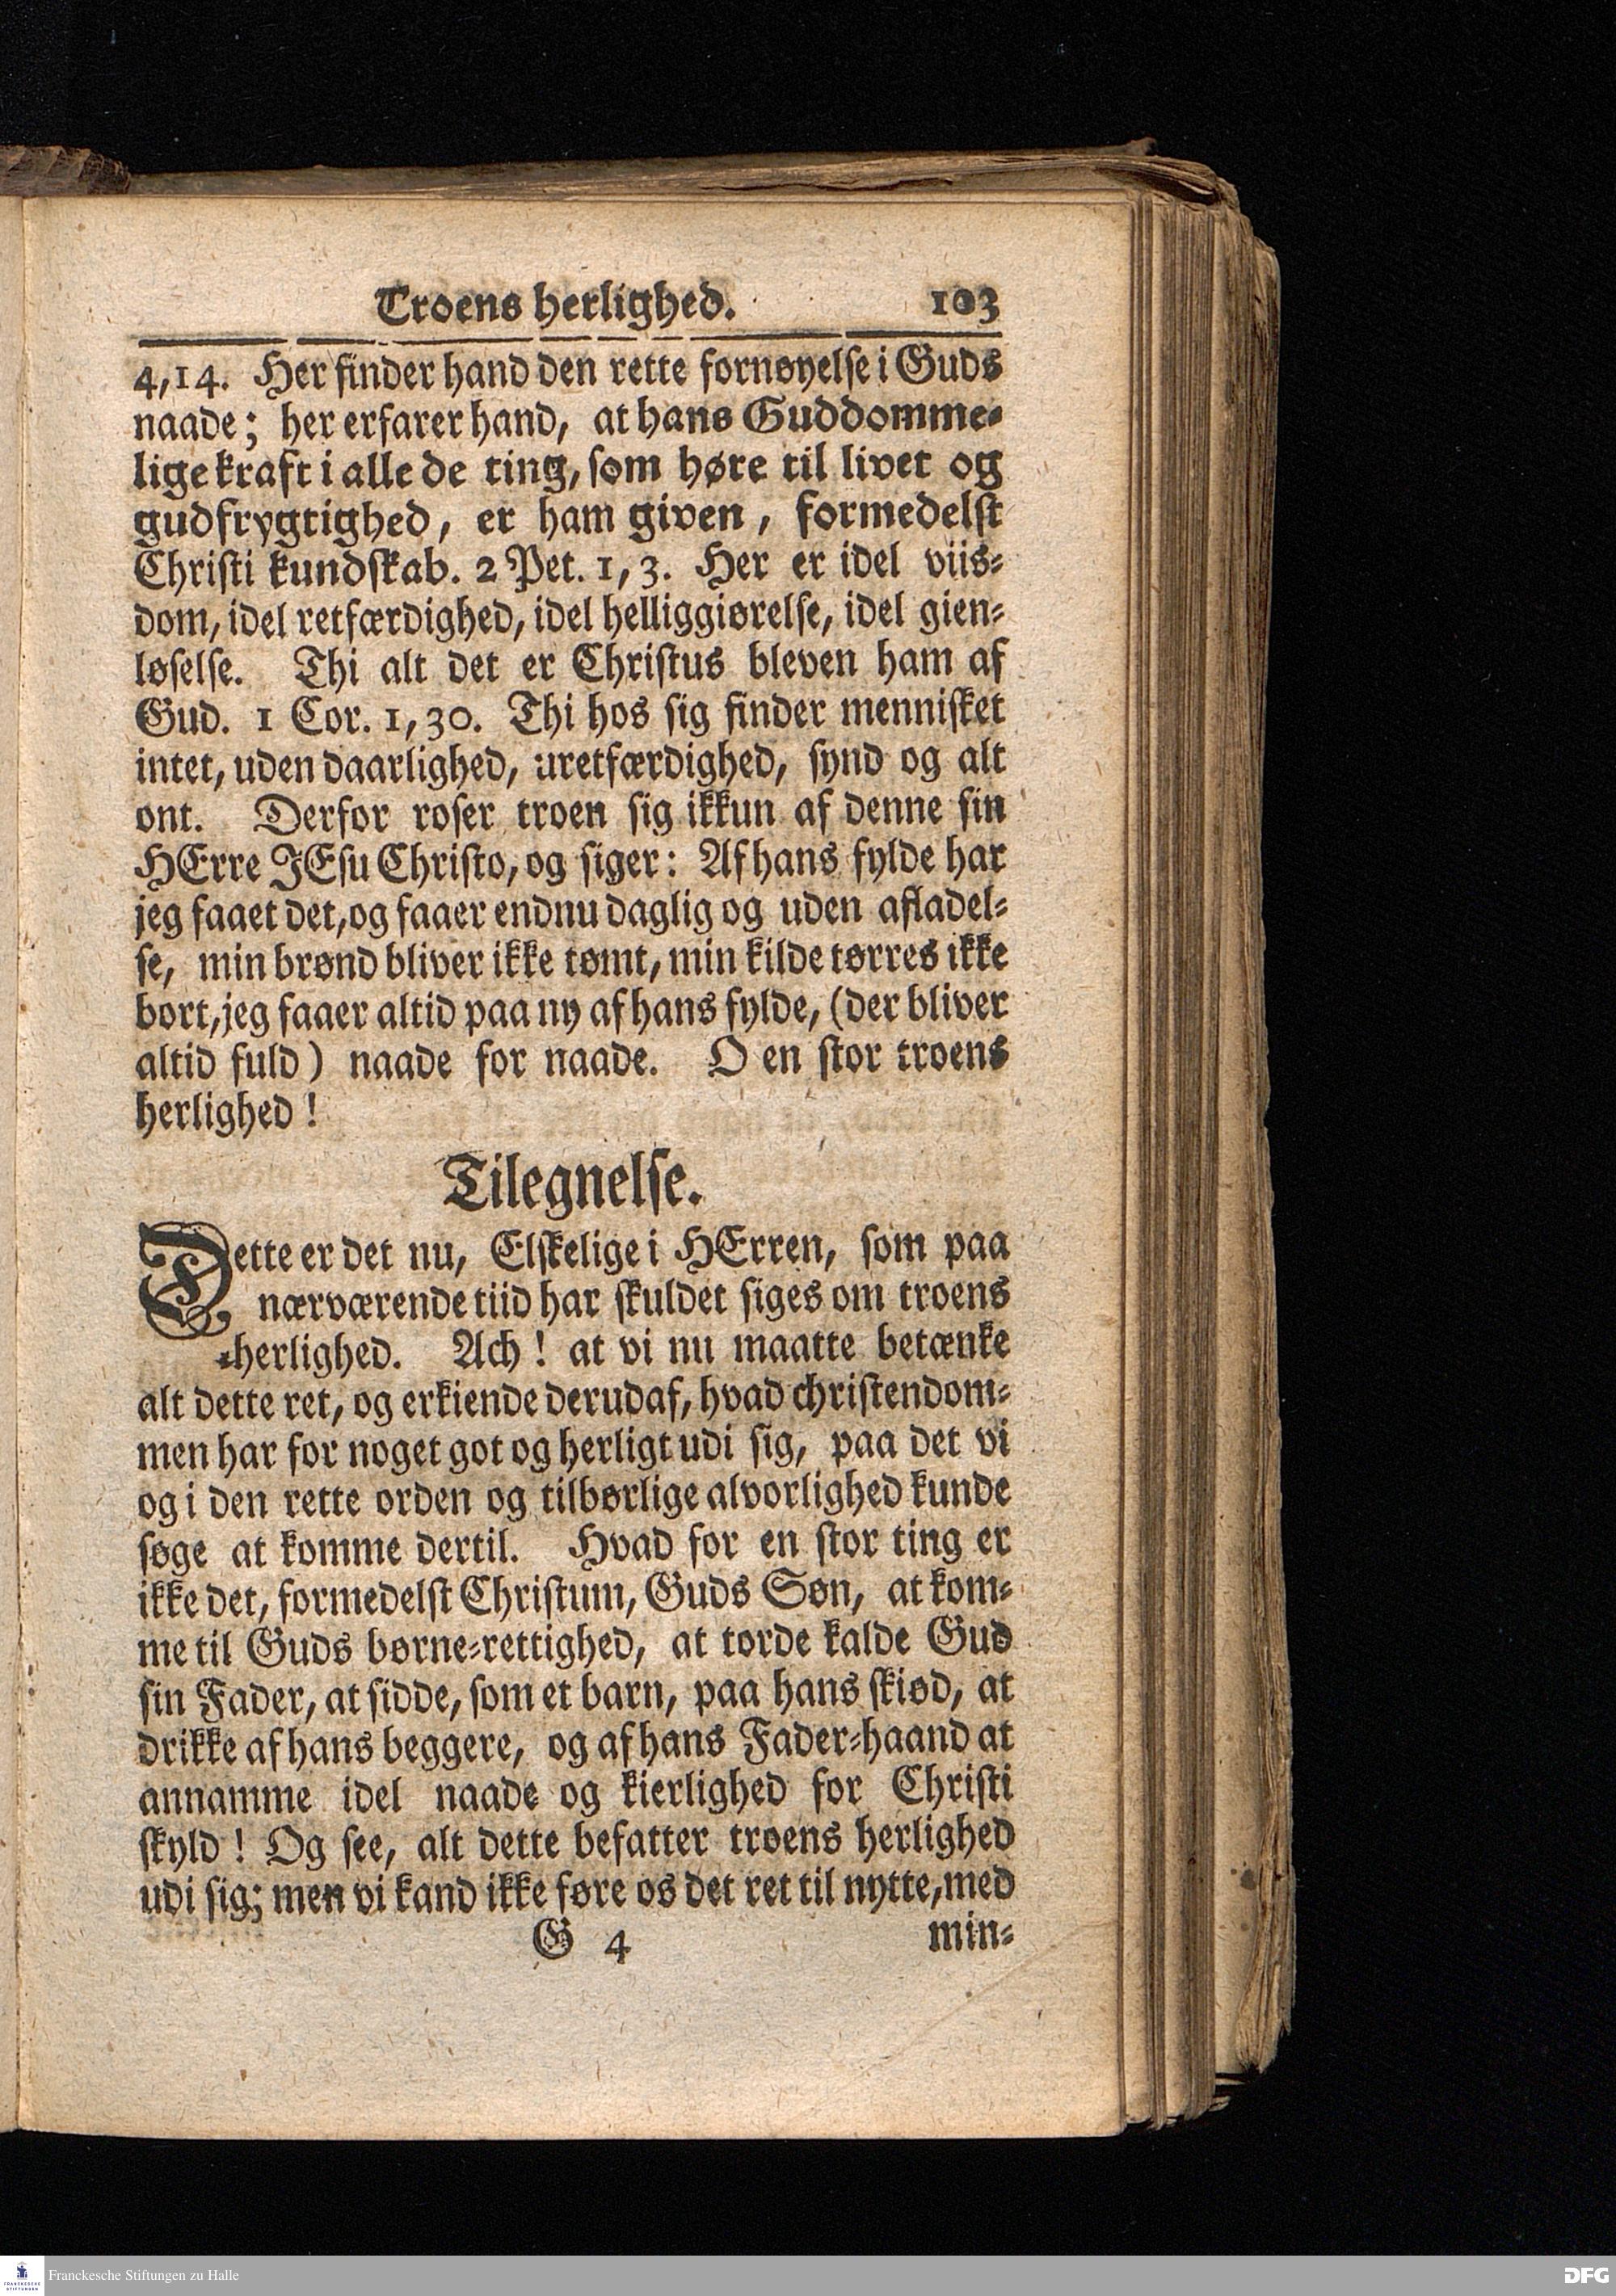 Troens herlighed. 103
4,14. Her finder hand den rette fornøyelse i Guds
naade; her erfarer hand, at hans Guddomme-
lige kraft i alle de ting, som høre til livet og
gudfrygtighed, er ham given, formedelst
Christi kundskab. 2 Pet. 1, 3. Her er idel viis-
dom, idel retfærdighed, idel helliggiørelse, idel gien-
løselse. Thi alt det er Christus bleven ham af
Gud. 1 Cor. 1, 30. Thi hos sig finder mennisket
intet, uden daarlighed, uretfærdighed, synd og alt
ont. Derfor roser troen sig ikkun af denne sin
HErre JEsu Christo, og siger: Af hans fylde har
jeg faaet det, og faaer endnu daglig og uden afladel-
se, min brønd bliver ikke tømt, min kilde tørres ikke
bort, jeg faaer altid paa ny af hans fylde, (der bliver
altid fuld) naade for naade. O en stor troens
herlighed!
Tilegnelse.
Dette er det nu, Elskelige i HErren, som paa
nærværende tiid har skuldet siges om troens
herlighed. Ach! at vi nu maatte betænke
alt dette ret, og erkiende derudaf, hvad christendom-
men har for noget got og herligt udi sig, paa det vi
og i den rette orden og tilbørlige alvorlighed kunde
søge at komme dertil. Hvad for en stor ting er
ikke det, formedelst Christum, Guds Søn, at kom-
me til Guds børne-rettighed, at torde kalde Gud
sin Fader, at sidde, som et barn, paa hans skiød, at
drikke af hans beggere, og af hans Fader-haand at
annamme idel naade og kierlighed for Christi
skyld! Og see, alt dette befatter troens herlighed
udi sig; men vi kand ikke føre os det ret til nytte, med
G 4 min-
FRANCKESCHE STIFTUNGEN
Franckesche Stiftungen zu Halle
DFG